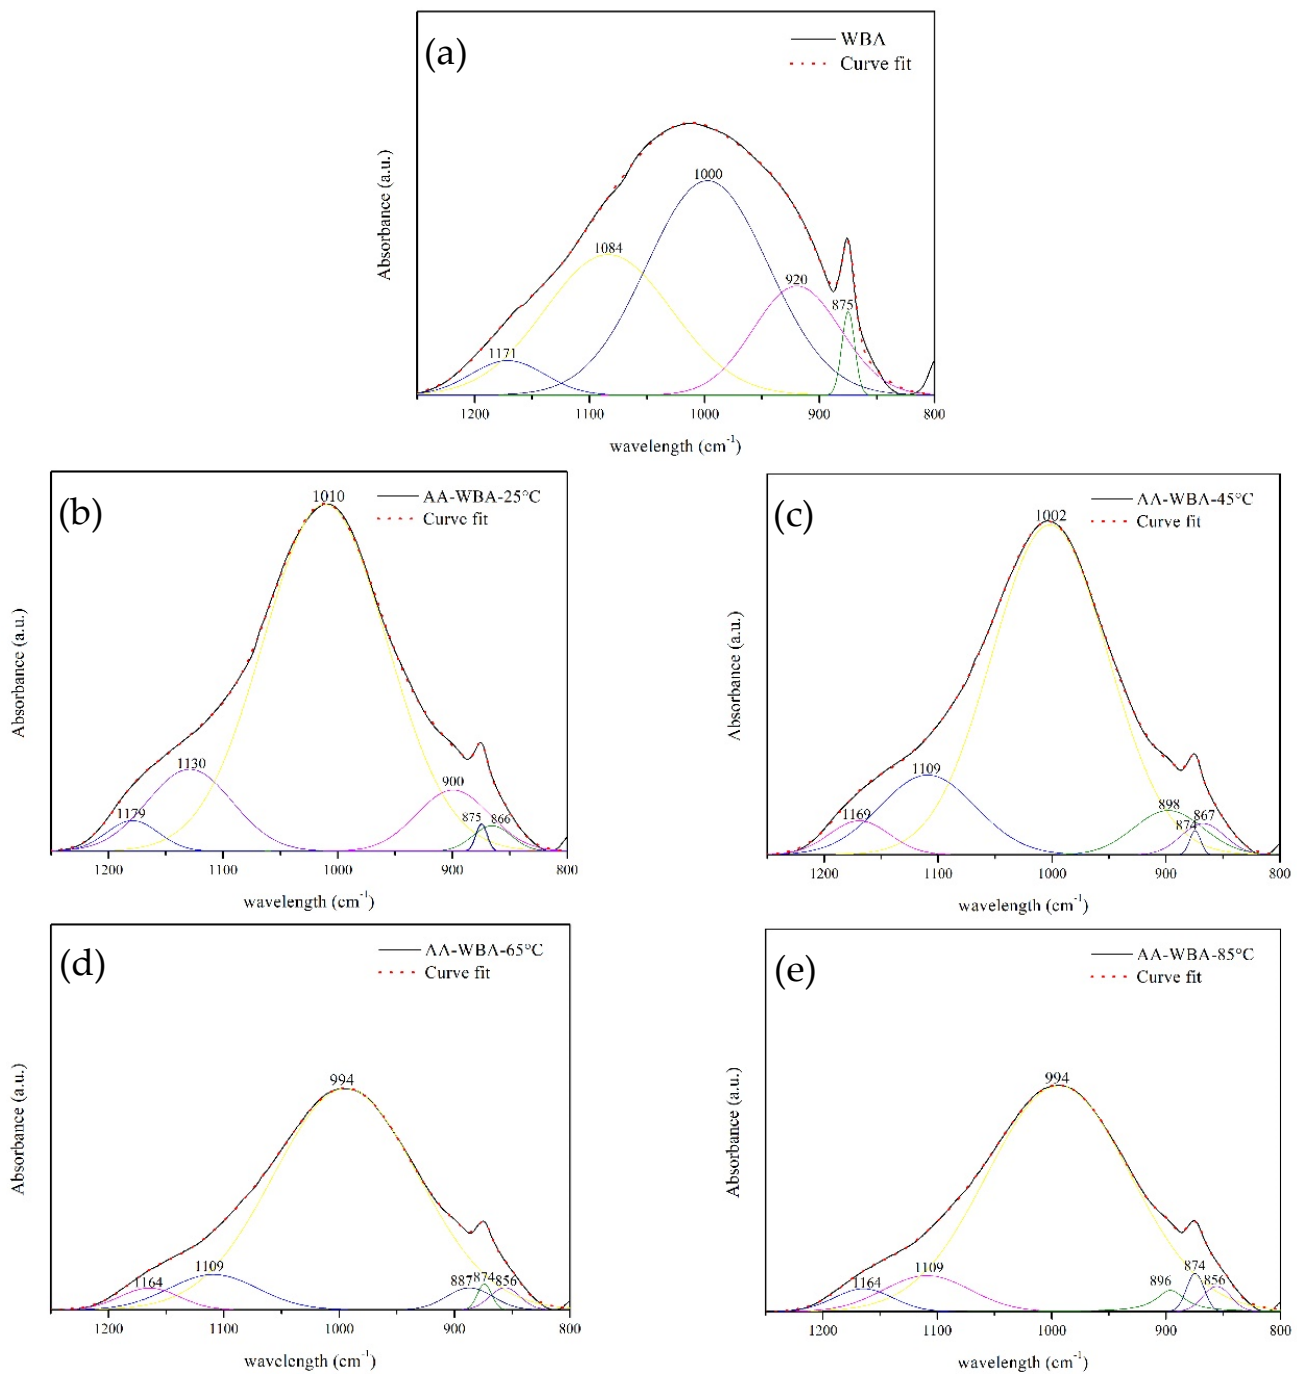 (a)
WBA
Curve fit
Absorbance (a.u.)
1171
1084
1000
920
875
1200 1100 1000 900 800
wavelength (cm-1)
(b)
AA-WBA-25°C
Curve fit
Absorbance (a.u.)
1179
1130
1010
900
875
866
1200 1100 1000 900 800
wavelength (cm-1)
(c)
AA-WBA-45°C
Curve fit
Absorbance (a.u.)
1169
1109
1002
898
874
867
1200 1100 1000 900 800
wavelength (cm-1)
(d)
AA-WBA-65°C
Curve fit
Absorbance (a.u.)
1164
1109
994
887
874
856
1200 1100 1000 900 800
wavelength (cm-1)
(e)
AA-WBA-85°C
Curve fit
Absorbance (a.u.)
1164
1109
994
896
874
856
1200 1100 1000 900 800
wavelength (cm-1)